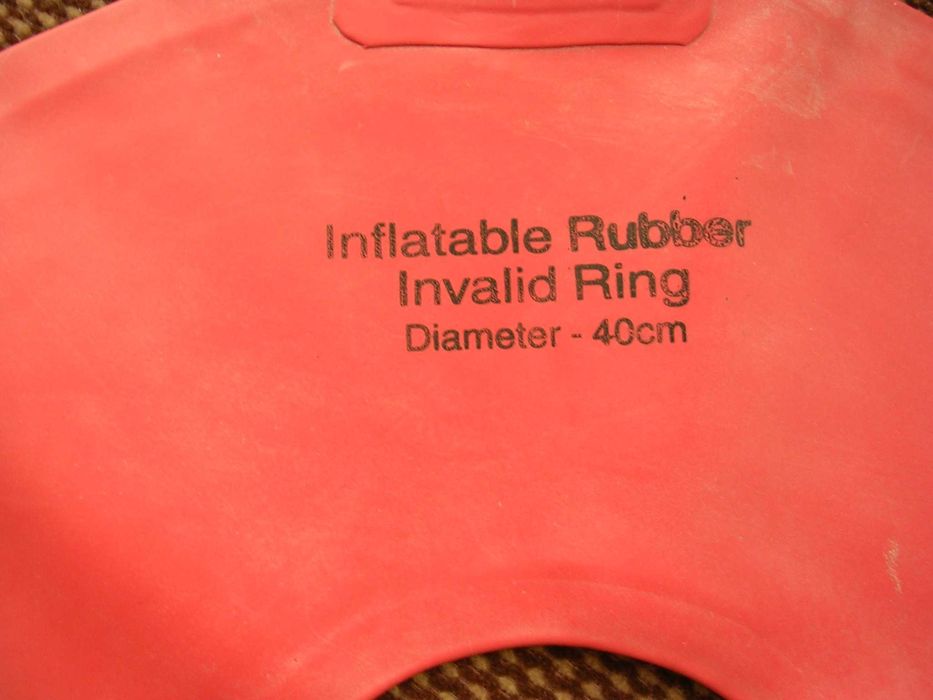 Inflatable Rubber
Invalid Ring
Diameter - 40cm